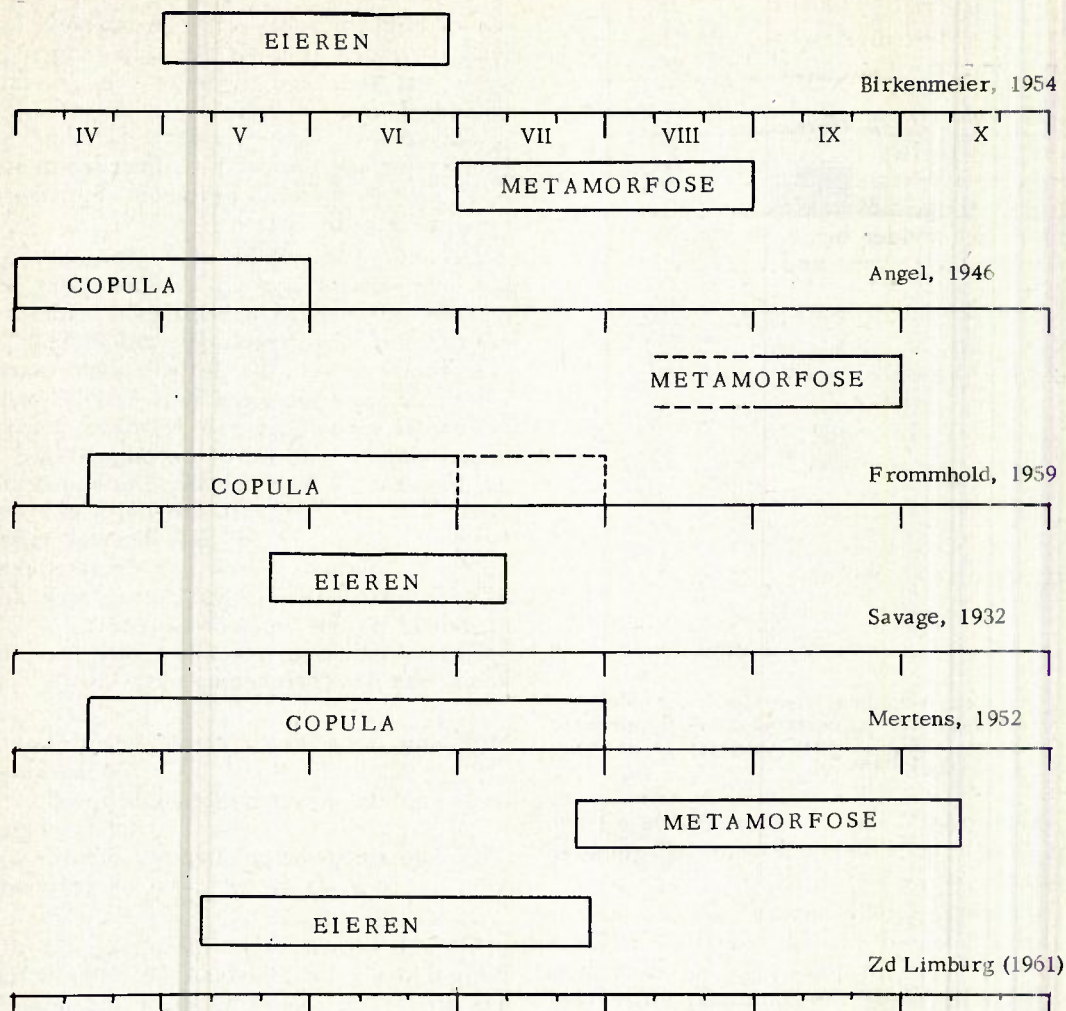 EIEREN
Birkenmeier, 1954
IV V VI VII VIII IX X
METAMORFOSE
COPULA
Angel, 1946
METAMORFOSE
COPULA
Frommhold, 1959
EIEREN
Savage, 1932
COPULA
Mertens, 1952
METAMORFOSE
EIEREN
Zd Limburg (1961)